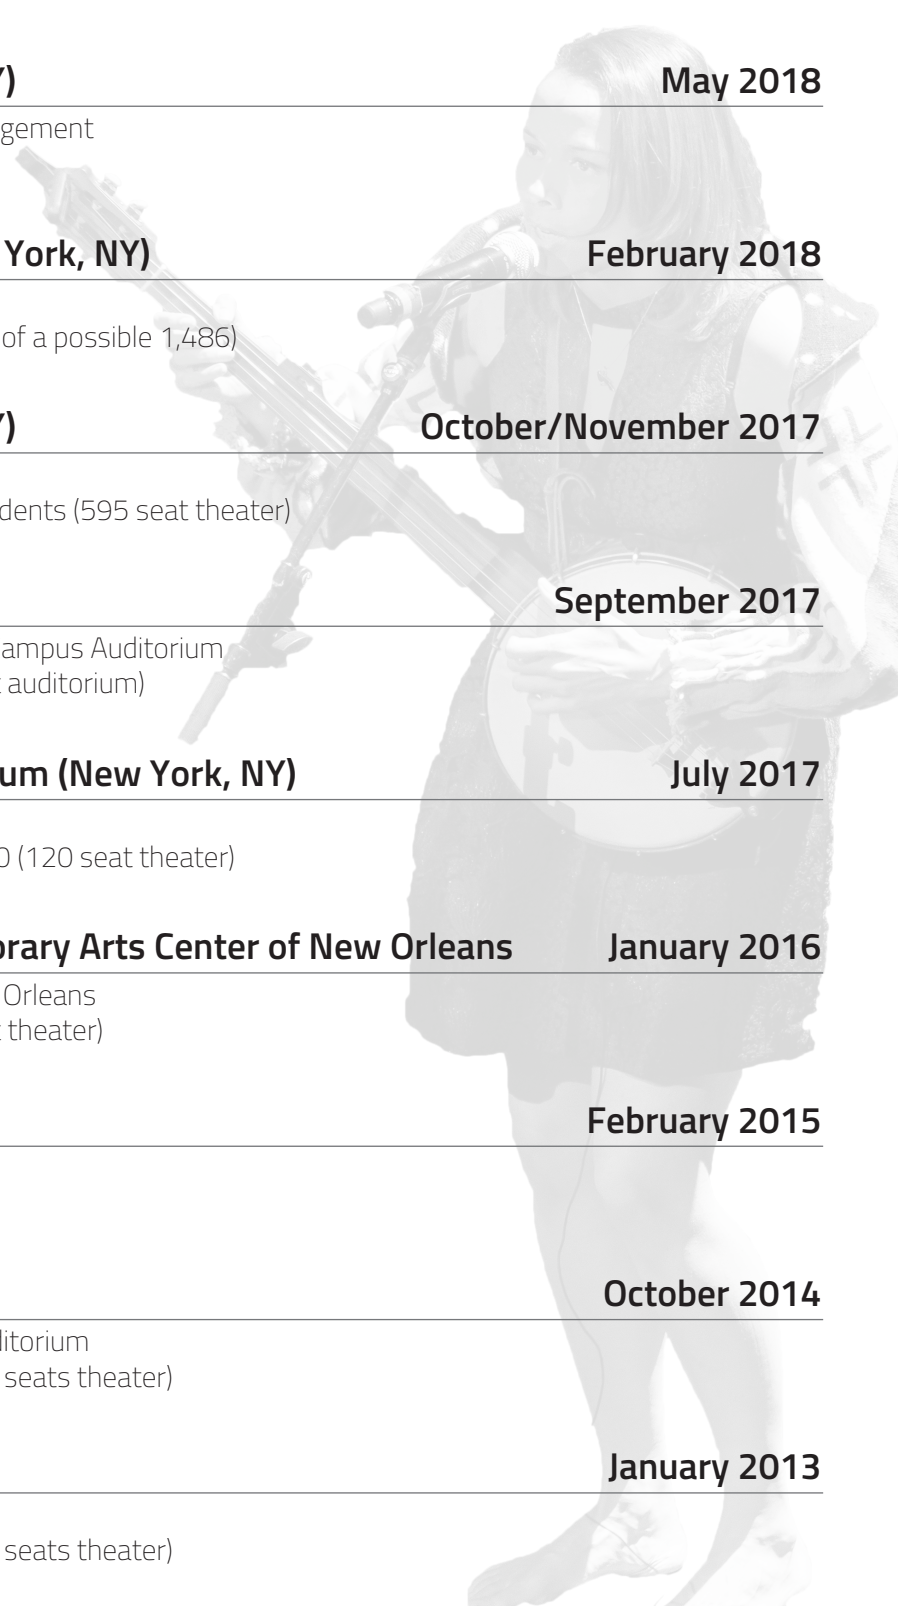 Y) May 2018
gement
York, NY) February 2018
of a possible 1,486)
Y) October/November 2017
dents (595 seat theater)
September 2017
ampus Auditorium
t auditorium)
um (New York, NY) July 2017
0 (120 seat theater)
orary Arts Center of New Orleans January 2016
Orleans
t theater)
February 2015
October 2014
ditorium
seats theater)
January 2013
seats theater)